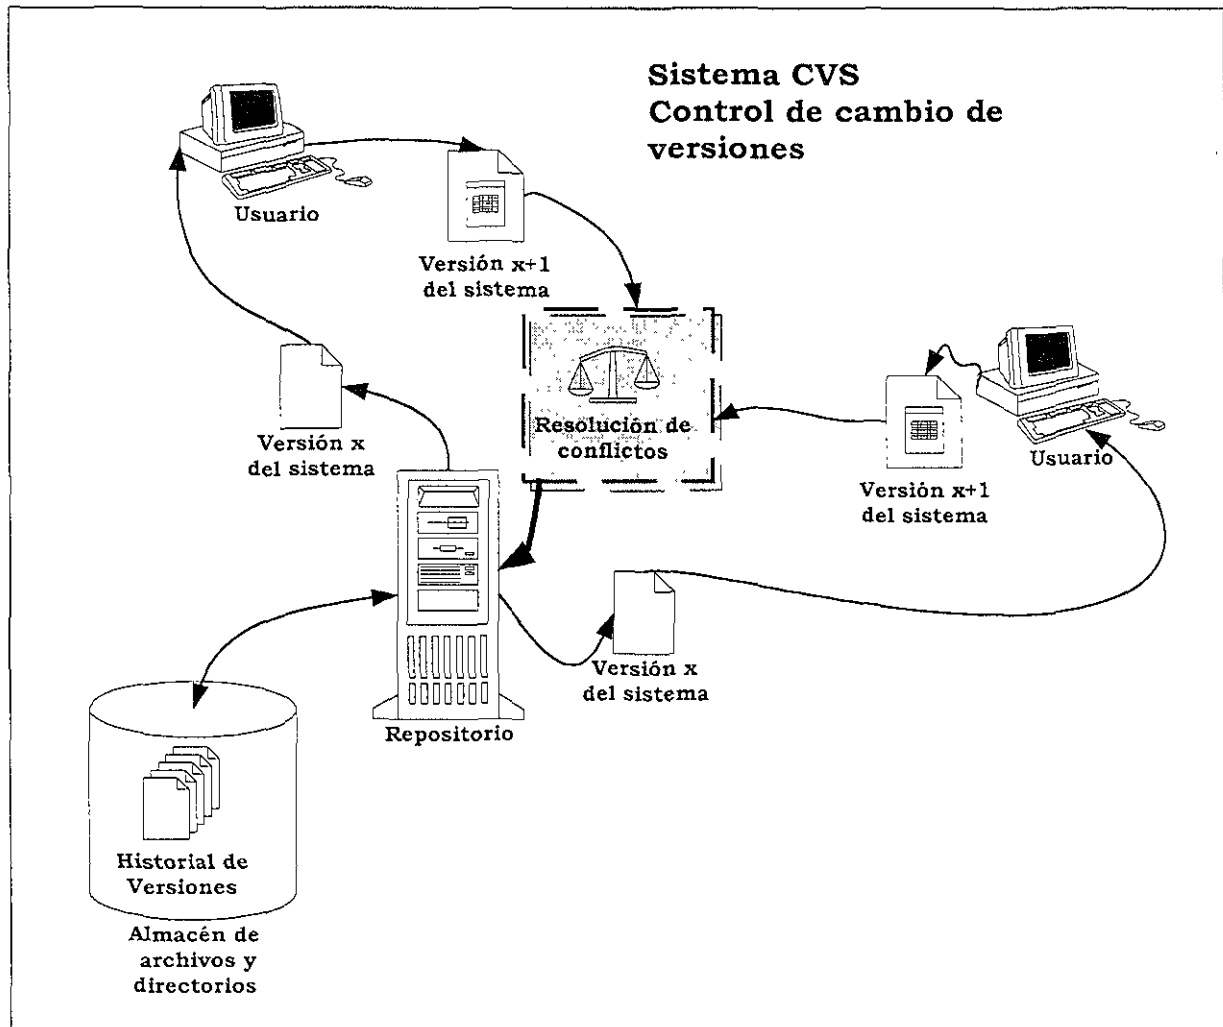 Sistema CVS
Control de cambio de
versiones
Usuario
Versión x+1
del sistema
Versión x
del sistema
Resolución de
conflictos
Usuario
Versión x+1
del sistema
Versión x
del sistema
Repositorio
Historial de
Versiones
Almacén de
archivos y
directorios